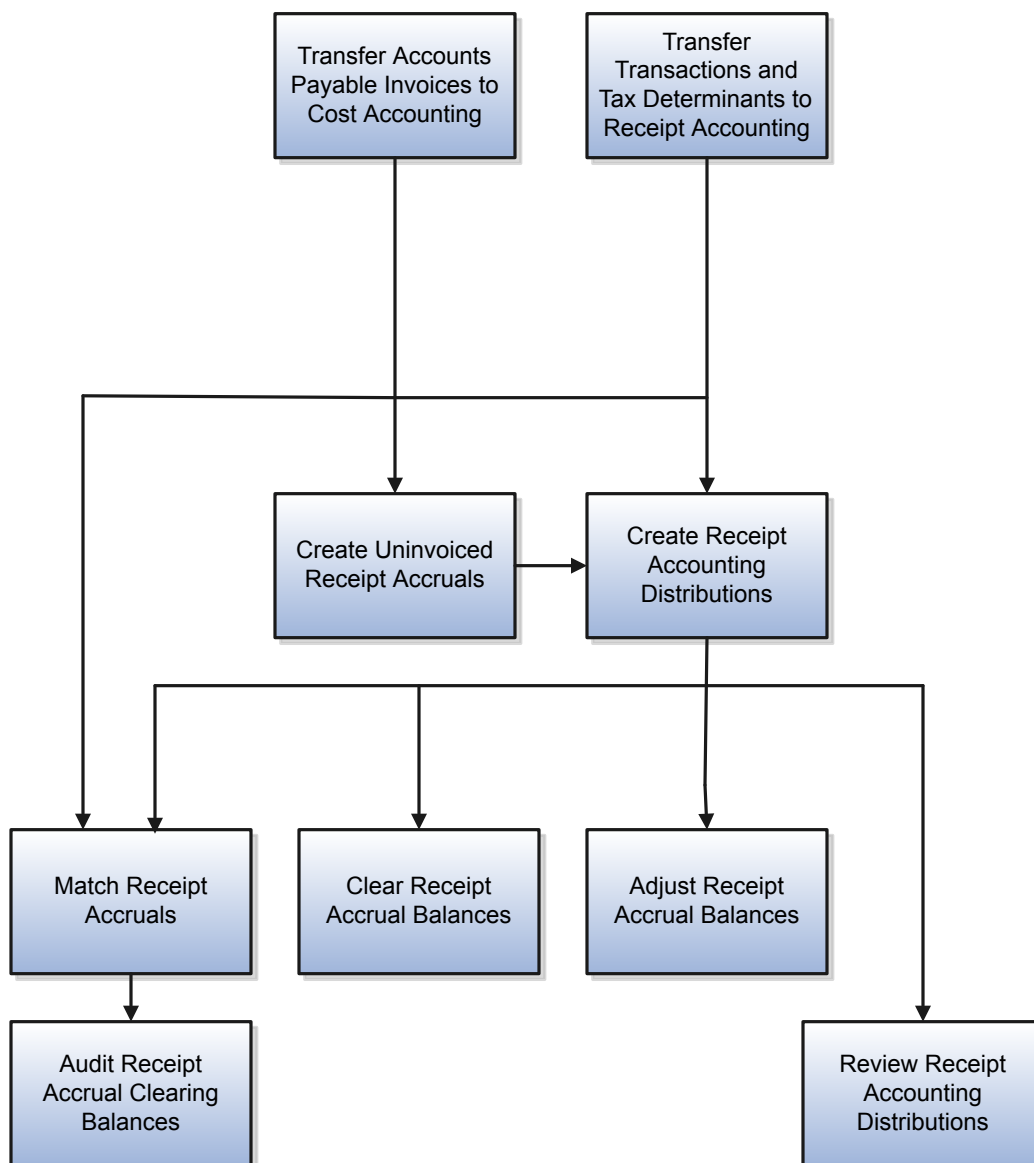 Transfer Accounts
Payable Invoices to
Cost Accounting
Transfer
Transactions and
Tax Determinants to
Receipt Accounting
Create Uninvoiced
Receipt Accruals
Create Receipt
Accounting
Distributions
Match Receipt
Accruals
Clear Receipt
Accrual Balances
Adjust Receipt
Accrual Balances
Audit Receipt
Accrual Clearing
Balances
Review Receipt
Accounting
Distributions